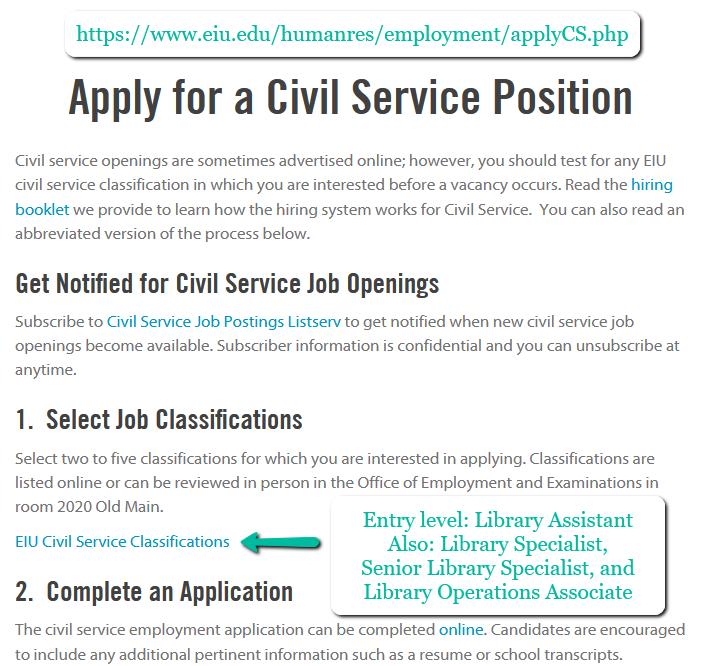 https://www.eiu.edu/humanres/employment/applyCS.php
Apply for a Civil Service Position
Civil service openings are sometimes advertised online; however, you should test for any EIU
civil service classification in which you are interested before a vacancy occurs. Read the hiring
booklet we provide to learn how the hiring system works for Civil Service.  You can also read an
abbreviated version of the process below.
Get Notified for Civil Service Job Openings
Subscribe to Civil Service Job Postings Listserv to get notified when new civil service job
openings become available. Subscriber information is confidential and you can unsubscribe at
anytime.
1.  Select Job Classifications
Select two to five classifications for which you are interested in applying. Classifications are
listed online or can be reviewed in person in the Office of Employment and Examinations in
room 2020 Old Main.
EIU Civil Service Classifications
Entry level: Library Assistant
Also: Library Specialist,
Senior Library Specialist, and
Library Operations Associate
2.  Complete an Application
The civil service employment application can be completed online. Candidates are encouraged
to include any additional pertinent information such as a resume or school transcripts.